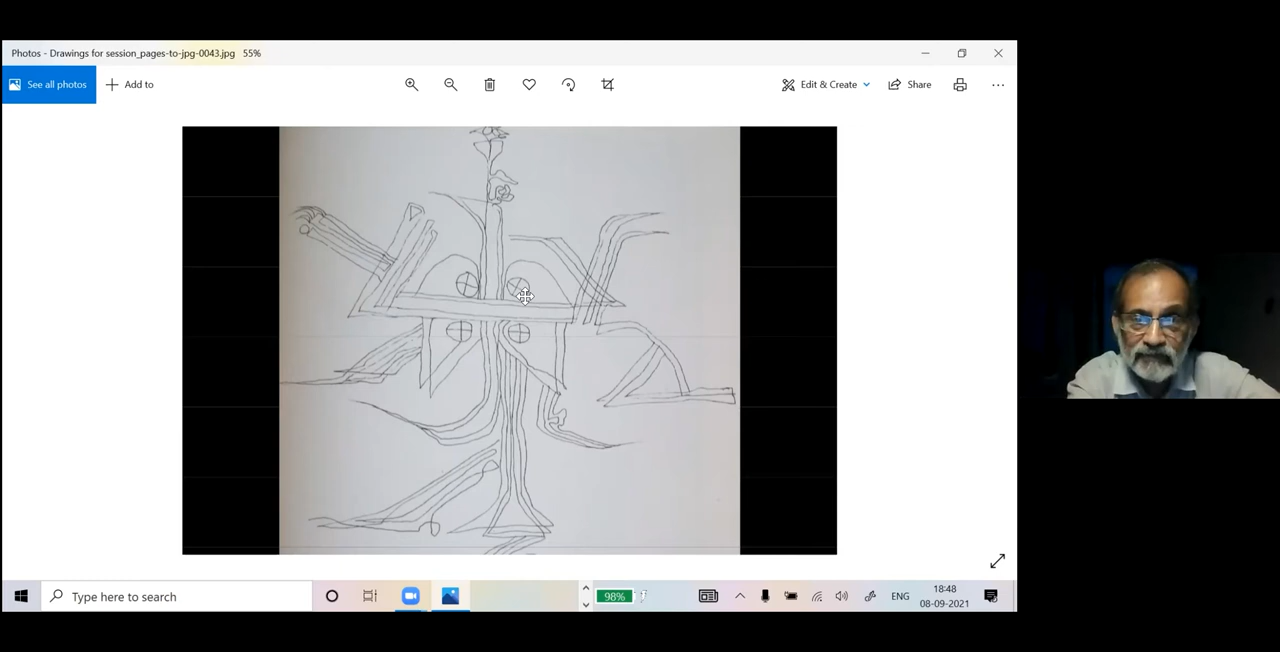 Photos - Drawings for session_pages-to-jpg-0043.jpg 55%
See all photos
Add to
Edit & Create
Share
Type here to search
98%
ENG
18:48
08-09-2021